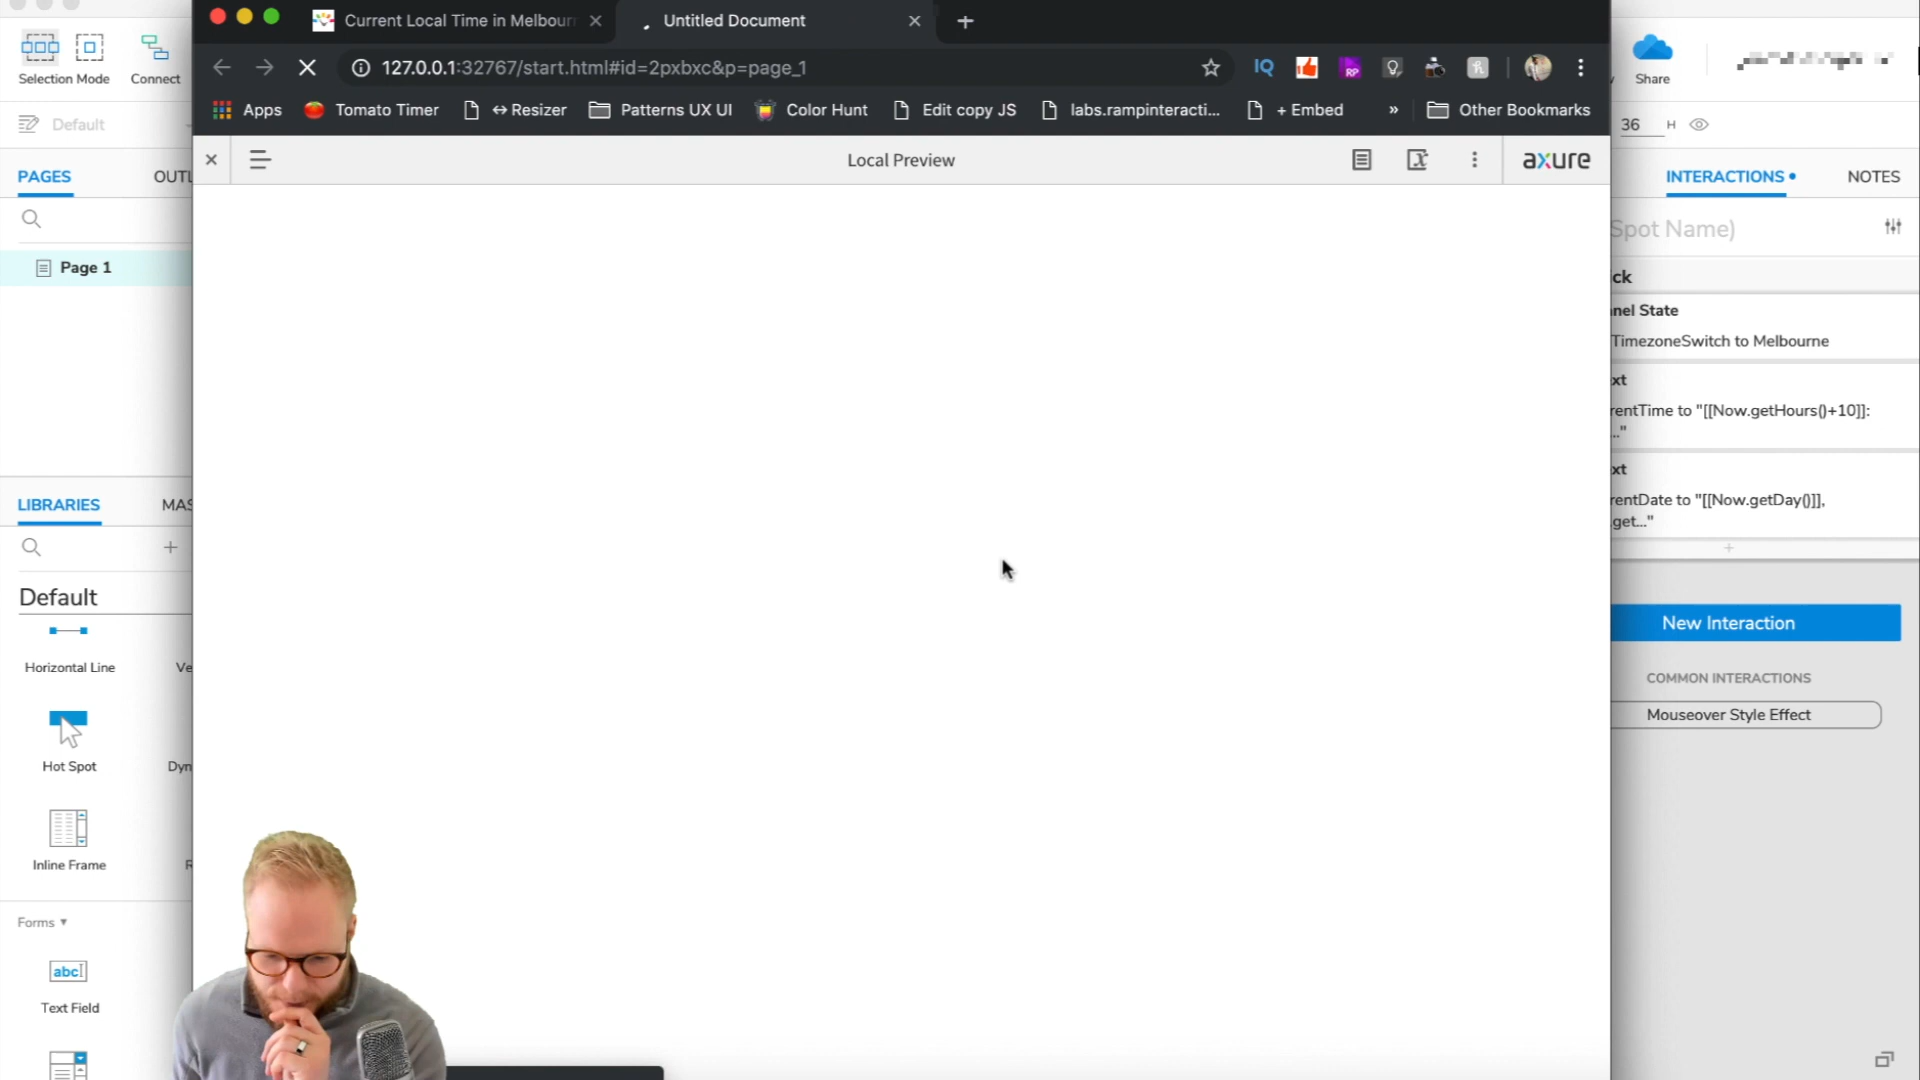 Current Local Time in Melbour
Untitled Document
Selection Mode
Connect
127.0.0.1:32767/start.html#id=2pxbxc&p=page_1
Share
Apps
Tomato Timer
Resizer
Patterns UX UI
Color Hunt
Edit copy JS
labs.rampinteracti...
+ Embed
»
Other Bookmarks
Default
36
H
Local Preview
axure
PAGES
OUTL
INTERACTIONS
NOTES
Spot Name)
Page 1
ck
nel State
TimezoneSwitch to Melbourne
xt
rentTime to "[[Now.getHours()+10]]:
.."
xt
rentDate to "[[Now.getDay()]],
.get..."
LIBRARIES
MAS
Default
New Interaction
Horizontal Line
Ve
COMMON INTERACTIONS
Mouseover Style Effect
Hot Spot
Dyn
Inline Frame
R
Forms
abc
Text Field